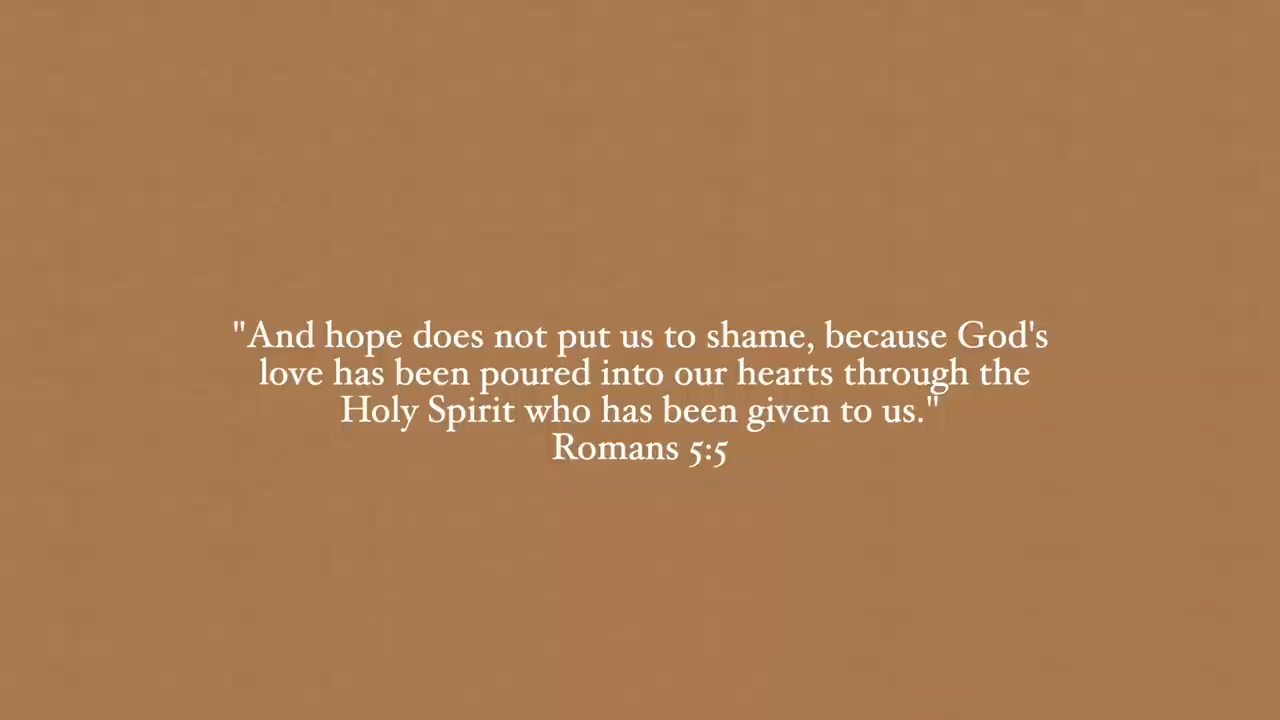 "And hope does not put us to shame, because God's
love has been poured into our hearts through the
Holy Spirit who has been given to us."
Romans 5:5